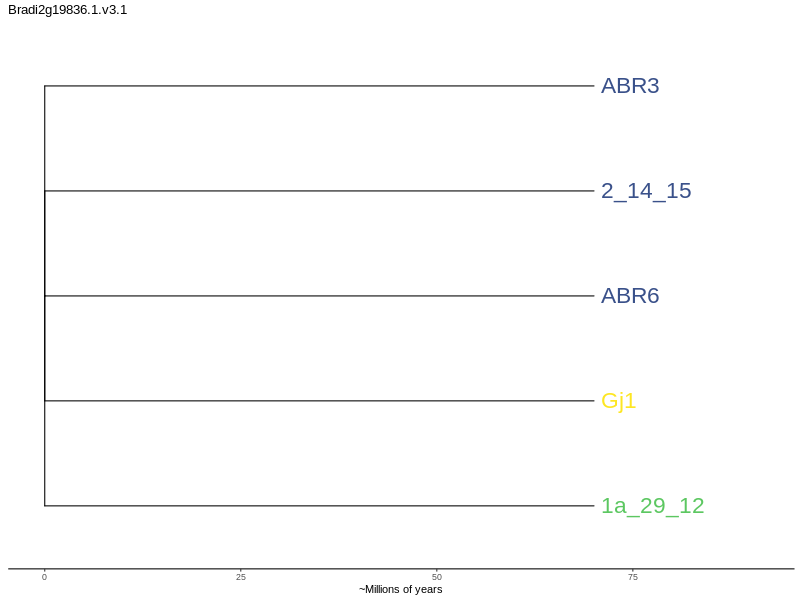 Bradi2g19836.1.v3.1
ABR3
2_14_15
ABR6
Gj1
1a_29_12
0 25 50 75
~Millions of years